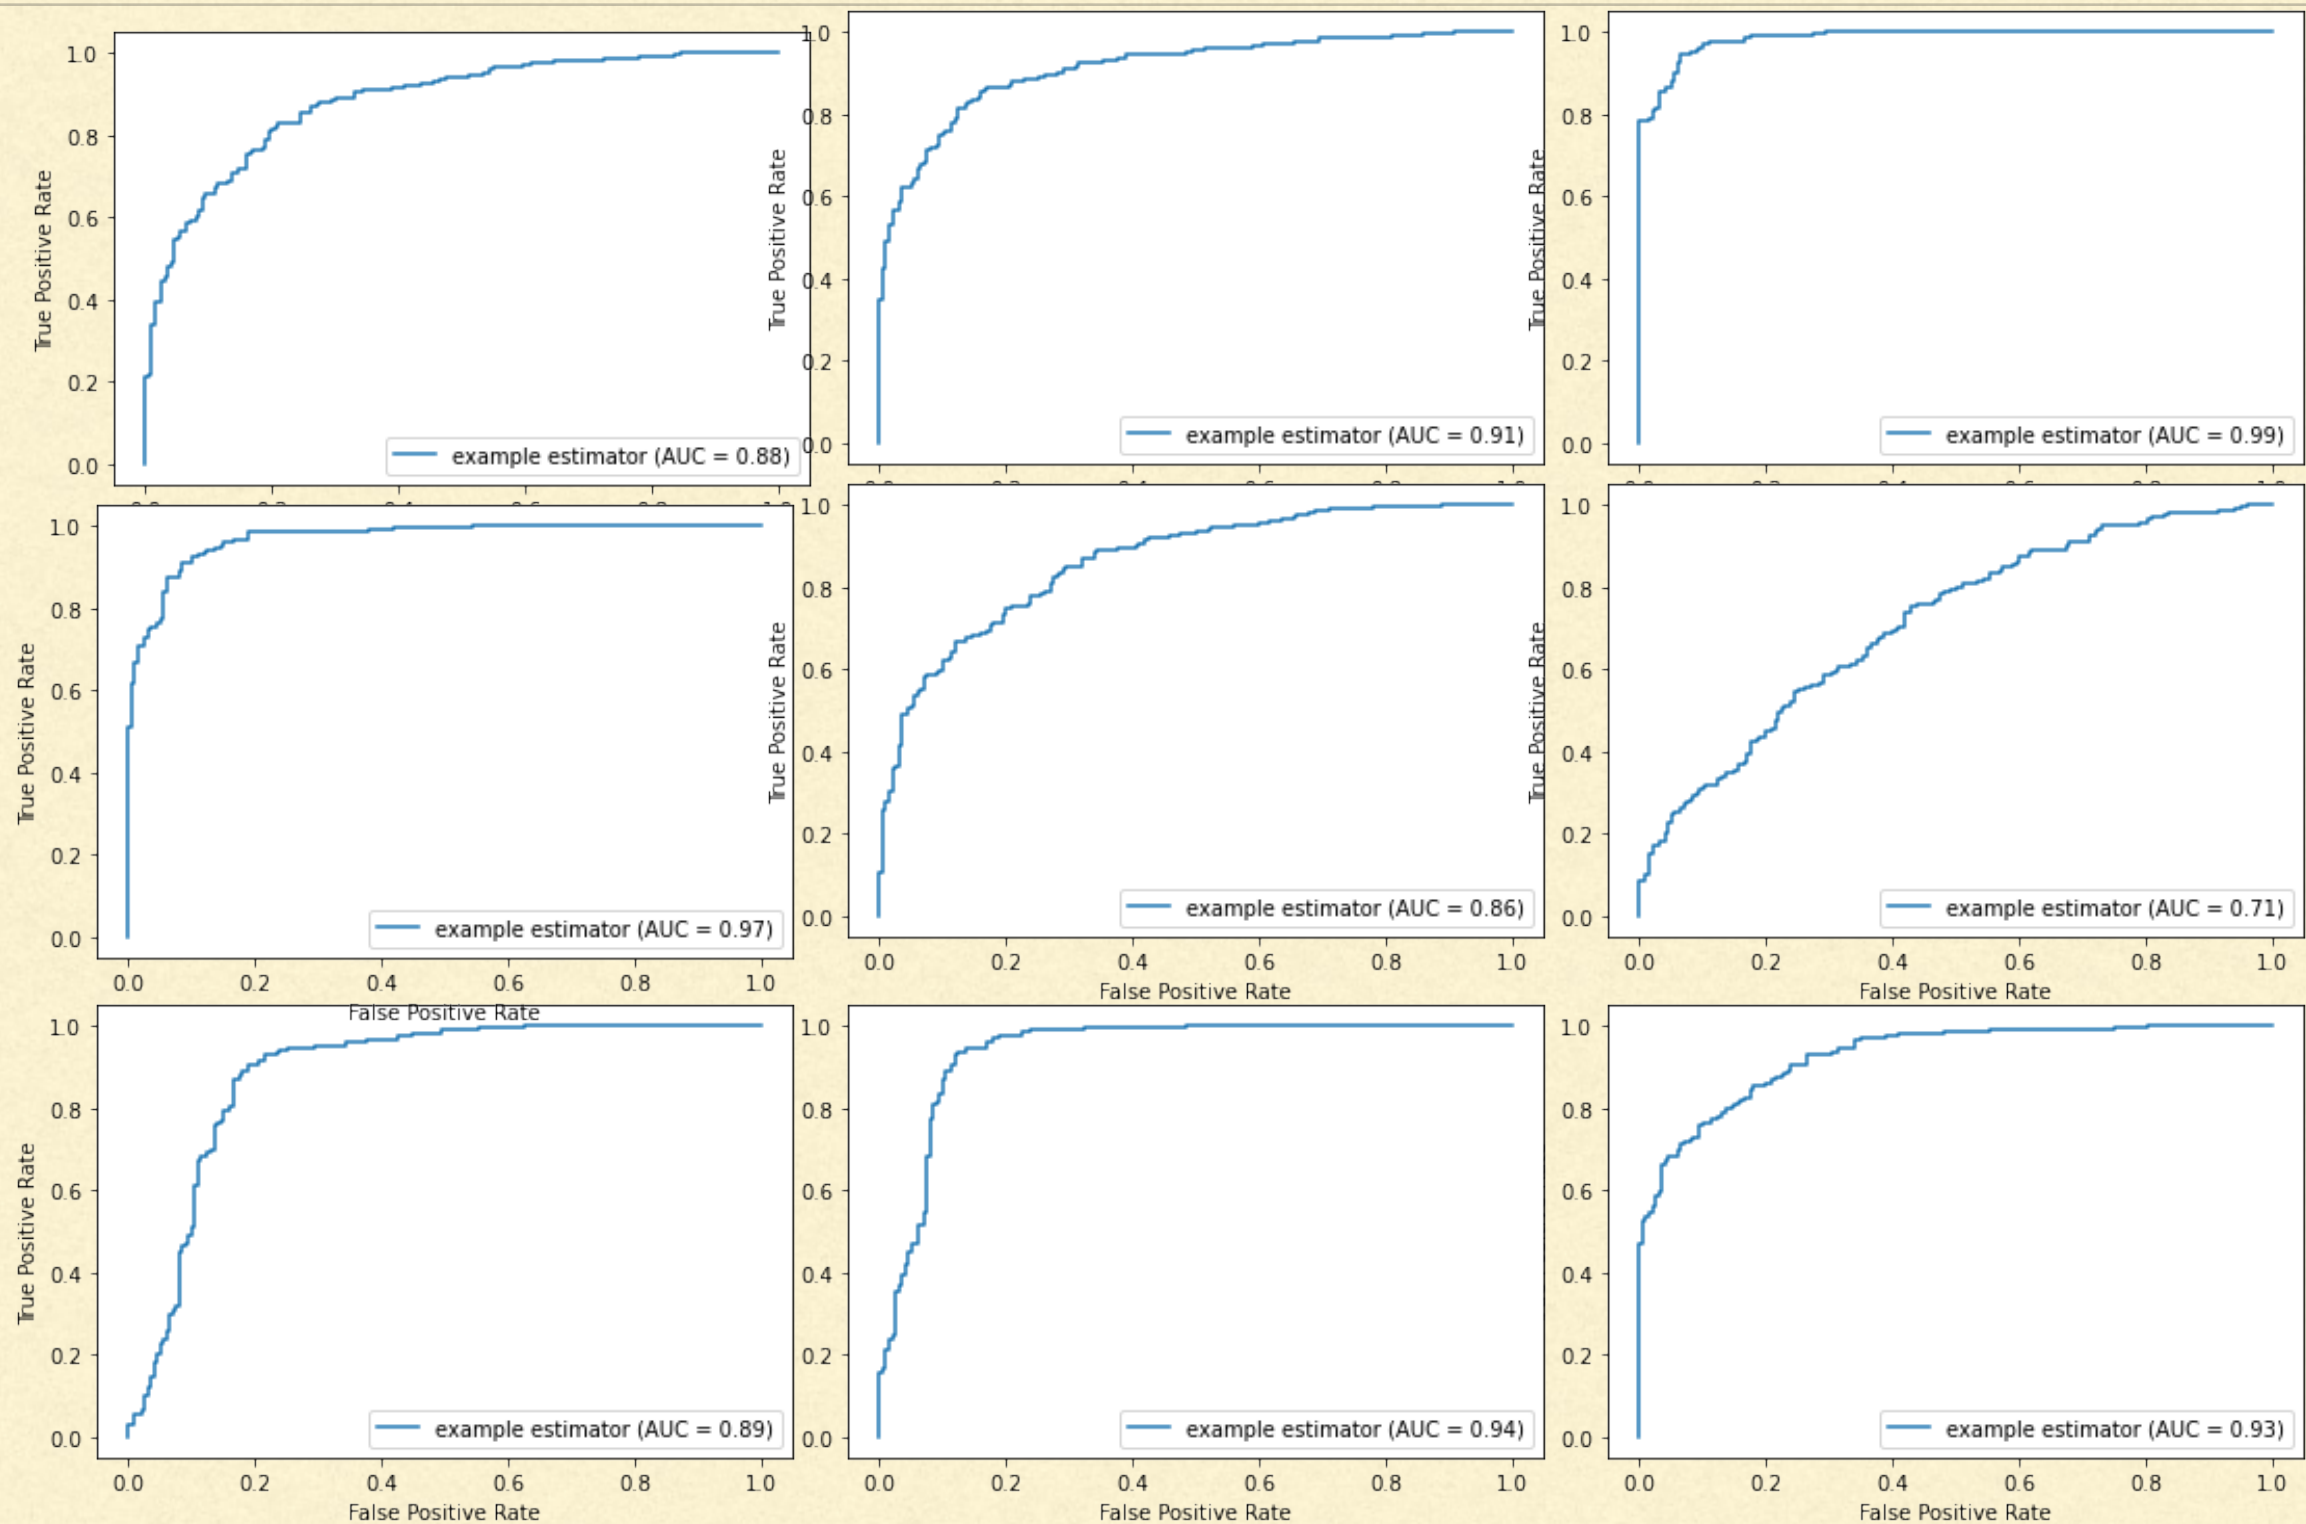 True Positive Rate
1.0
0.8
0.6
0.4
0.2
0.0
example estimator (AUC = 0.88)
True Positive Rate
1.0
0.8
0.6
0.4
0.2
0.0
example estimator (AUC = 0.91)
True Positive Rate
1.0
0.8
0.6
0.4
0.2
0.0
example estimator (AUC = 0.99)
True Positive Rate
1.0
0.8
0.6
0.4
0.2
0.0
example estimator (AUC = 0.97)
0.0 0.2 0.4 0.6 0.8 1.0
False Positive Rate
True Positive Rate
1.0
0.8
0.6
0.4
0.2
0.0
example estimator (AUC = 0.86)
0.0 0.2 0.4 0.6 0.8 1.0
False Positive Rate
True Positive Rate
1.0
0.8
0.6
0.4
0.2
0.0
example estimator (AUC = 0.71)
0.0 0.2 0.4 0.6 0.8 1.0
False Positive Rate
True Positive Rate
1.0
0.8
0.6
0.4
0.2
0.0
example estimator (AUC = 0.89)
0.0 0.2 0.4 0.6 0.8 1.0
False Positive Rate
1.0
0.8
0.6
0.4
0.2
0.0
example estimator (AUC = 0.94)
0.0 0.2 0.4 0.6 0.8 1.0
False Positive Rate
1.0
0.8
0.6
0.4
0.2
0.0
example estimator (AUC = 0.93)
0.0 0.2 0.4 0.6 0.8 1.0
False Positive Rate